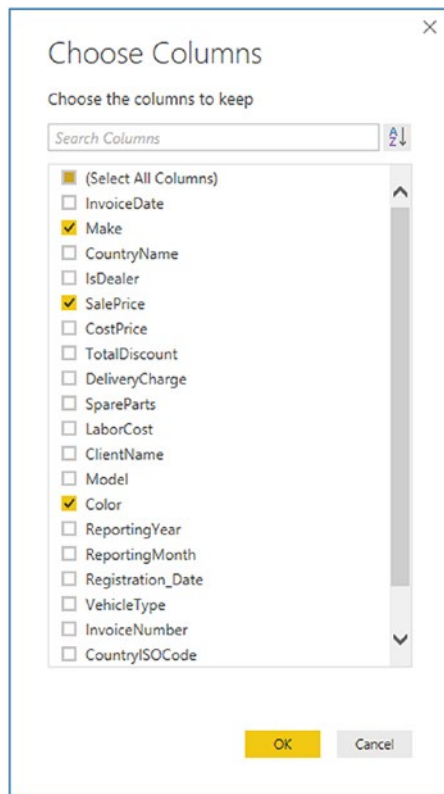 Choose Columns
Choose the columns to keep
Search Columns
AZ
(Select All Columns)
InvoiceDate
Make
CountryName
IsDealer
SalePrice
CostPrice
TotalDiscount
DeliveryCharge
SpareParts
LaborCost
ClientName
Model
Color
ReportingYear
ReportingMonth
Registration_Date
VehicleType
InvoiceNumber
CountryISOCode
OK Cancel